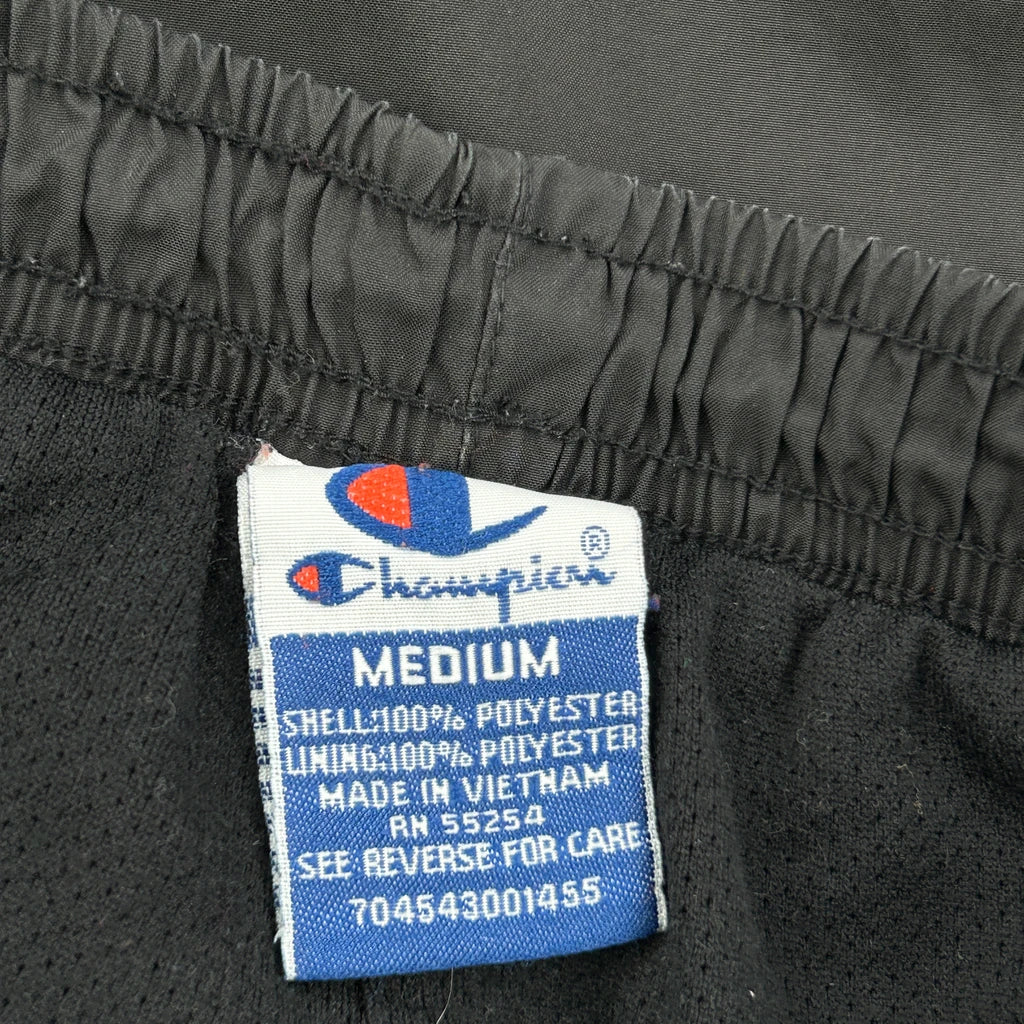 Champion®
MEDIUM
SHELL:100% POLYESTER
LINING:100% POLYESTER
MADE IN VIETNAM
RN 55254
SEE REVERSE FOR CARE
704543001455